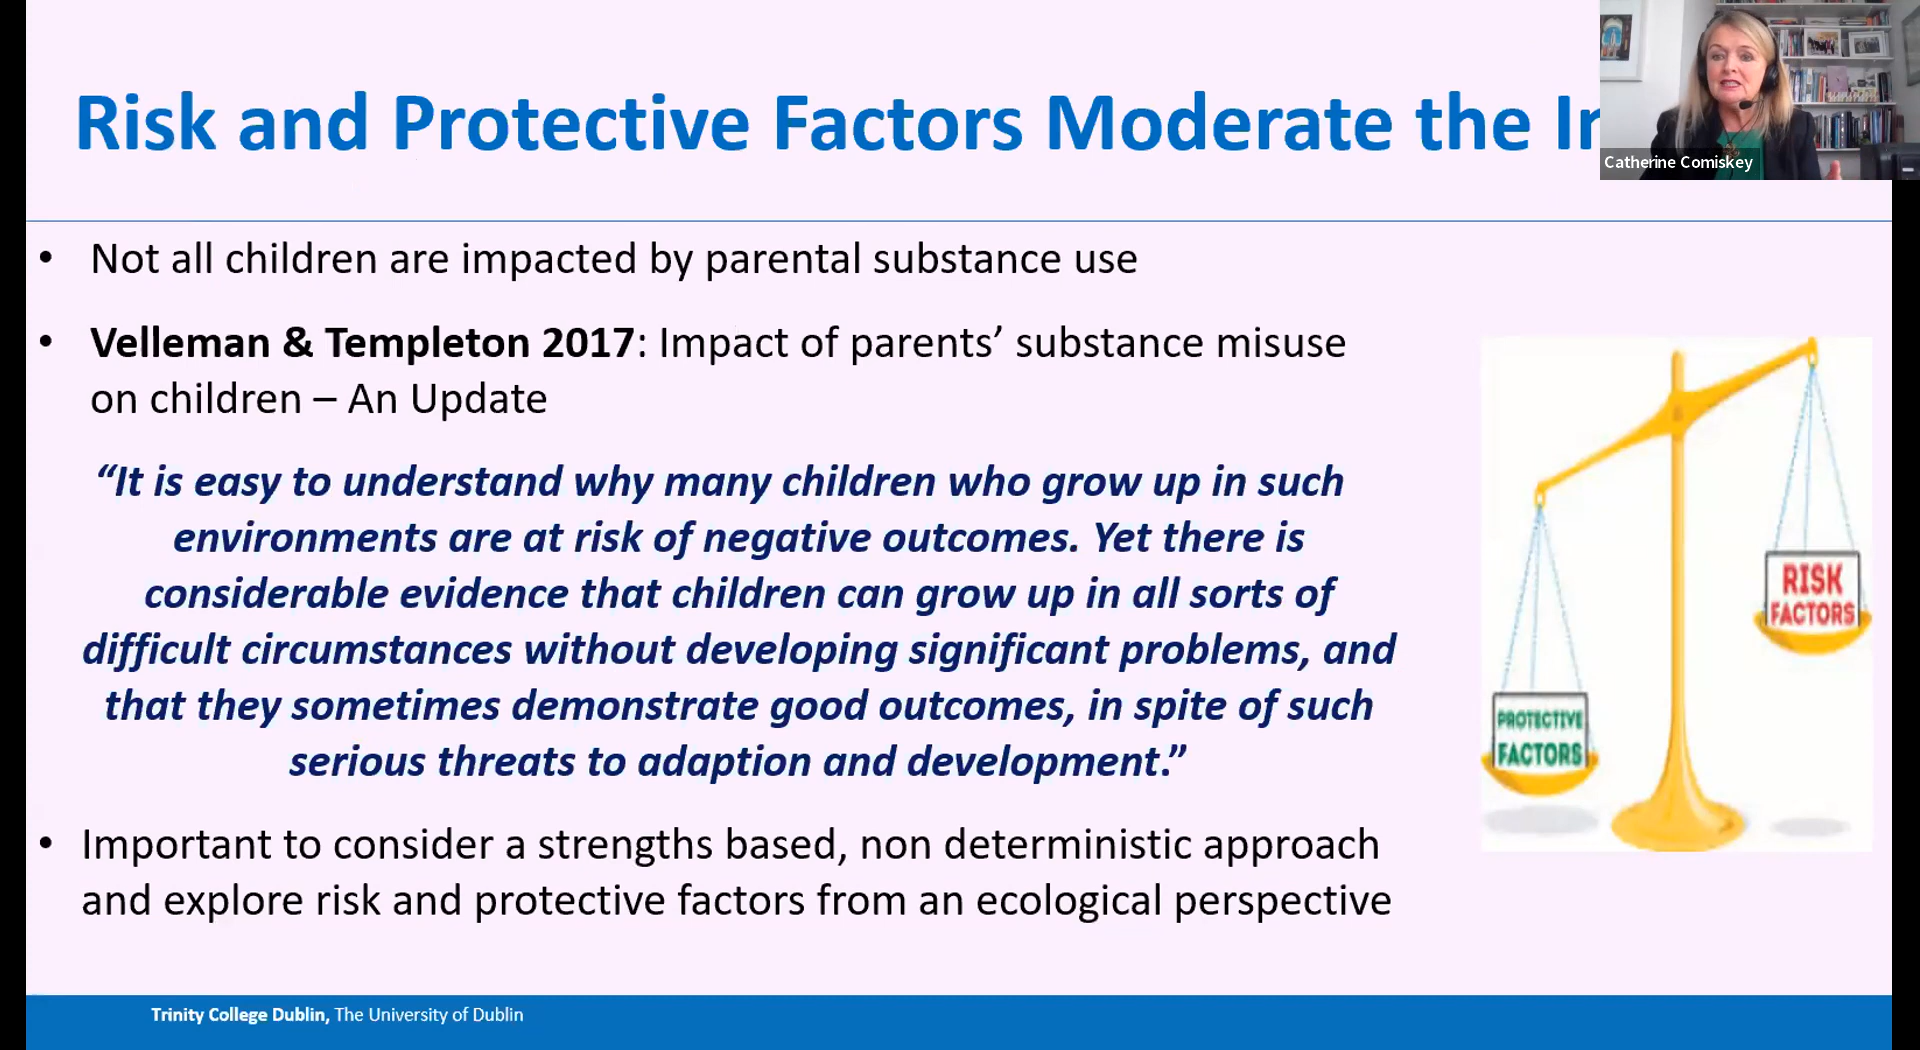 Risk and Protective Factors Moderate the
Catherine Comiskey
• Not all children are impacted by parental substance use
• Velleman & Templeton 2017: Impact of parents’ substance misuse
on children – An Update
“It is easy to understand why many children who grow up in such
environments are at risk of negative outcomes. Yet there is
considerable evidence that children can grow up in all sorts of
difficult circumstances without developing significant problems, and
that they sometimes demonstrate good outcomes, in spite of such
serious threats to adaption and development.”
RISK
FACTORS
PROTECTIVE
FACTORS
• Important to consider a strengths based, non deterministic approach
and explore risk and protective factors from an ecological perspective
Trinity College Dublin, The University of Dublin